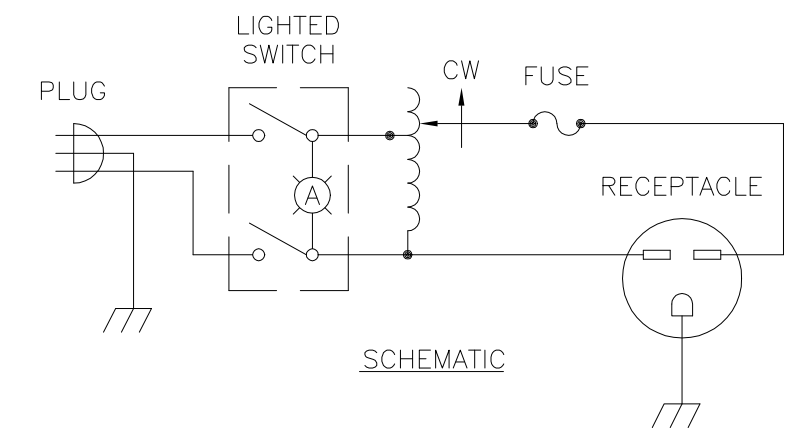 LIGHTED
SWITCH
CW
FUSE
PLUG
RECEPTACLE
A
SCHEMATIC